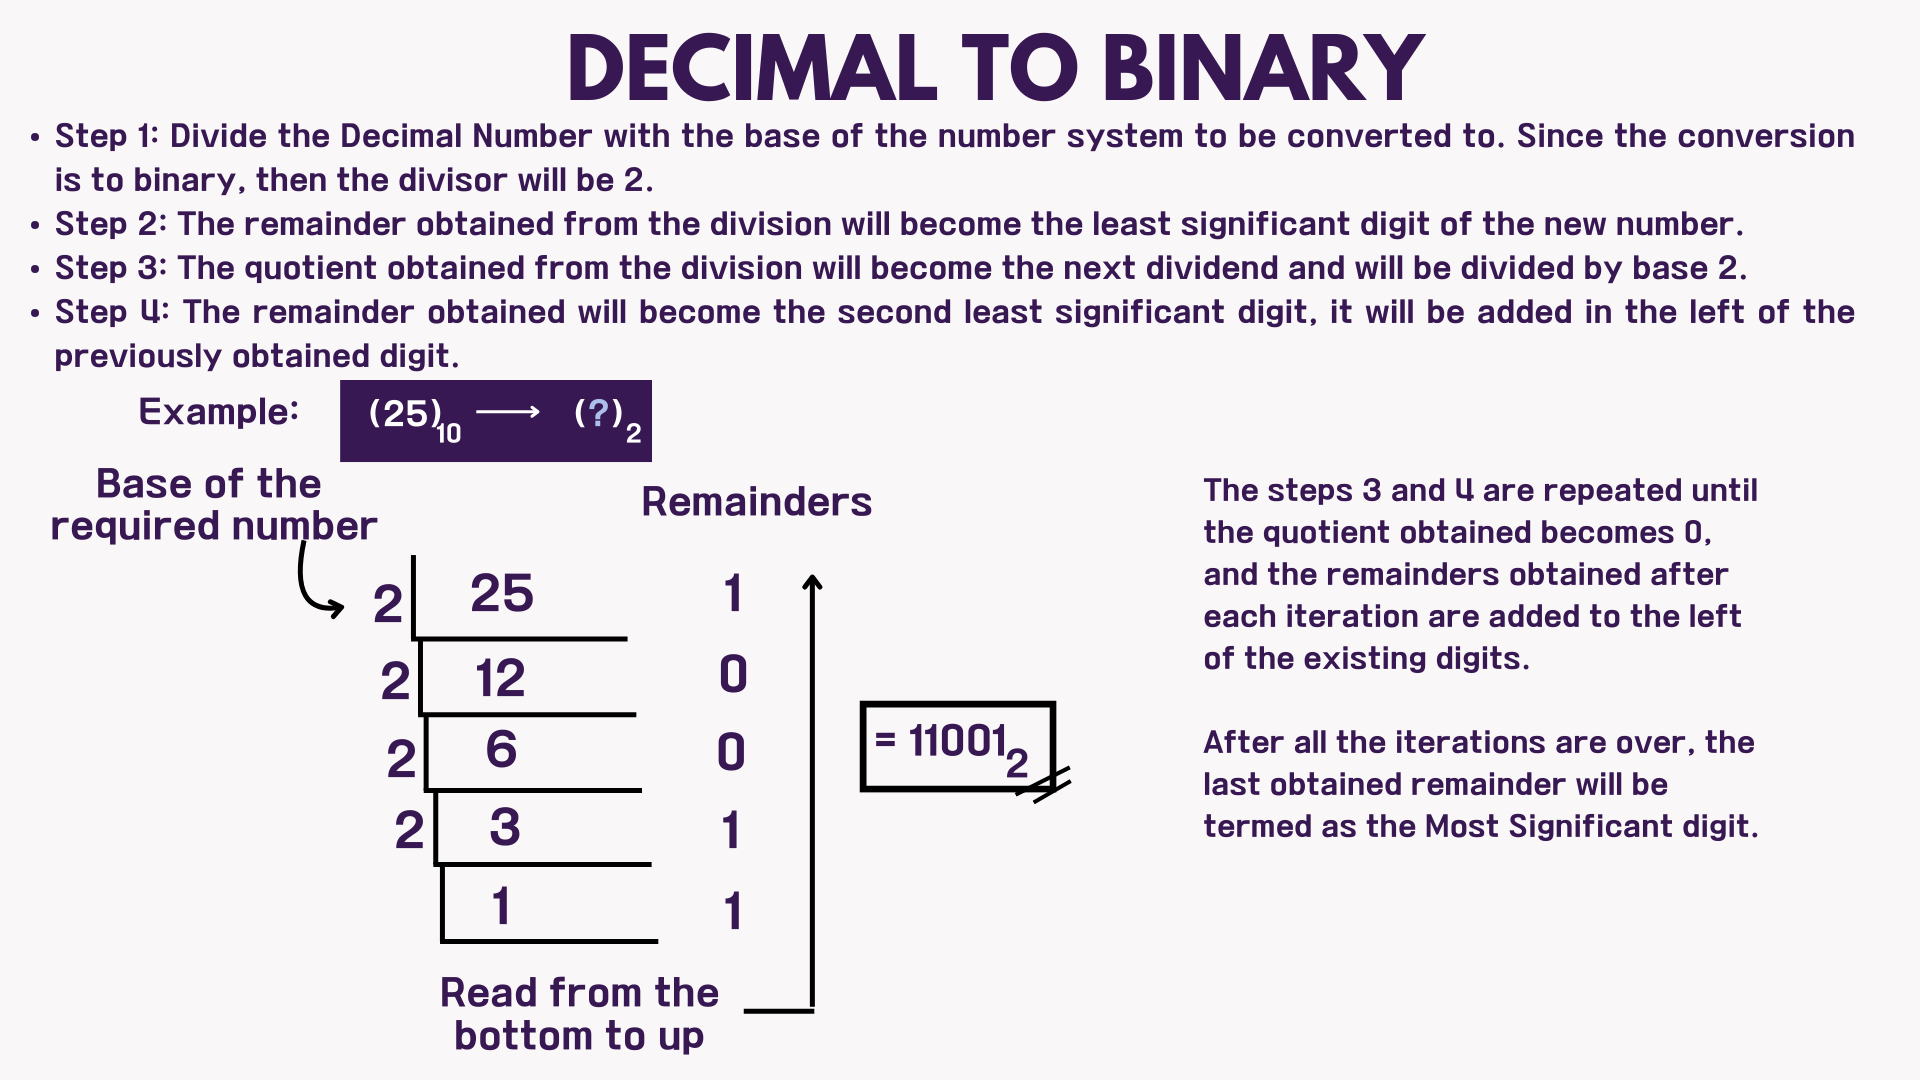 DECIMAL TO BINARY
• Step 1: Divide the Decimal Number with the base of the number system to be converted to. Since the conversion
is to binary, then the divisor will be 2.
• Step 2: The remainder obtained from the division will become the least significant digit of the new number.
• Step 3: The quotient obtained from the division will become the next dividend and will be divided by base 2.
• Step 4: The remainder obtained will become the second least significant digit, it will be added in the left of the
previously obtained digit.
Example: (25)₁₀ ⟶ (?)₂
Base of the
required number
Remainders
2 25 1
2 12 0
2 6 0
2 3 1
1 1
Read from the
bottom to up
= 11001₂
The steps 3 and 4 are repeated until
the quotient obtained becomes 0,
and the remainders obtained after
each iteration are added to the left
of the existing digits.
After all the iterations are over, the
last obtained remainder will be
termed as the Most Significant digit.